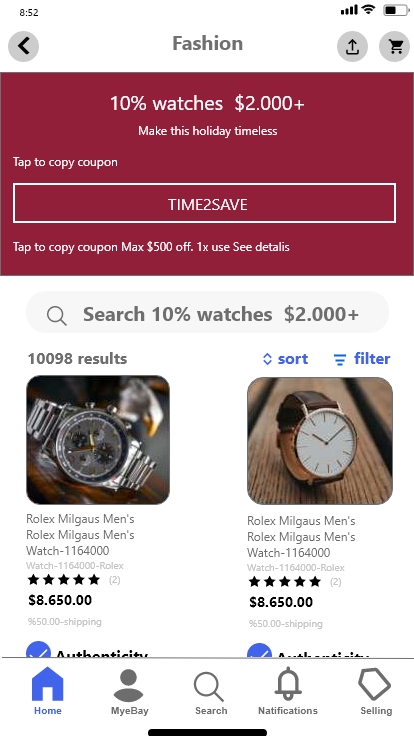 8:52
Fashion
10% watches $2.000+
Make this holiday timeless
Tap to copy coupon
TIME2SAVE
Tap to copy coupon Max $500 off. 1x use See detalis
Search 10% watches $2.000+
10098 results
sort
filter
Rolex Milgaus Men's
Rolex Milgaus Men's
Watch-1164000
Watch-1164000-Rolex
(2)
$8.650.00
%50.00-shipping
Authenticity
Rolex Milgaus Men's
Rolex Milgaus Men's
Watch-1164000
Watch-1164000-Rolex
(2)
$8.650.00
%50.00-shipping
Authenticity
Home
MyeBay
Search
Natifications
Selling